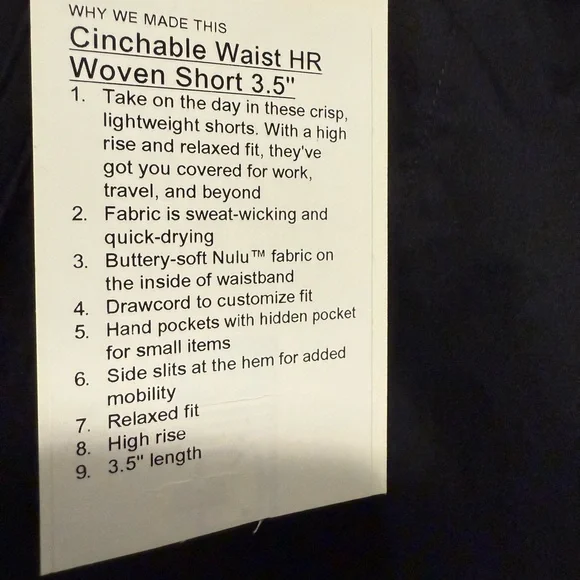 WHY WE MADE THIS
Cinchable Waist HR
Woven Short 3.5"
1. Take on the day in these crisp,
lightweight shorts. With a high
rise and relaxed fit, they've
got you covered for work,
travel, and beyond
2. Fabric is sweat-wicking and
quick-drying
3. Buttery-soft Nulu™ fabric on
the inside of waistband
4. Drawcord to customize fit
5. Hand pockets with hidden pocket
for small items
6. Side slits at the hem for added
mobility
7. Relaxed fit
8. High rise
9. 3.5" length